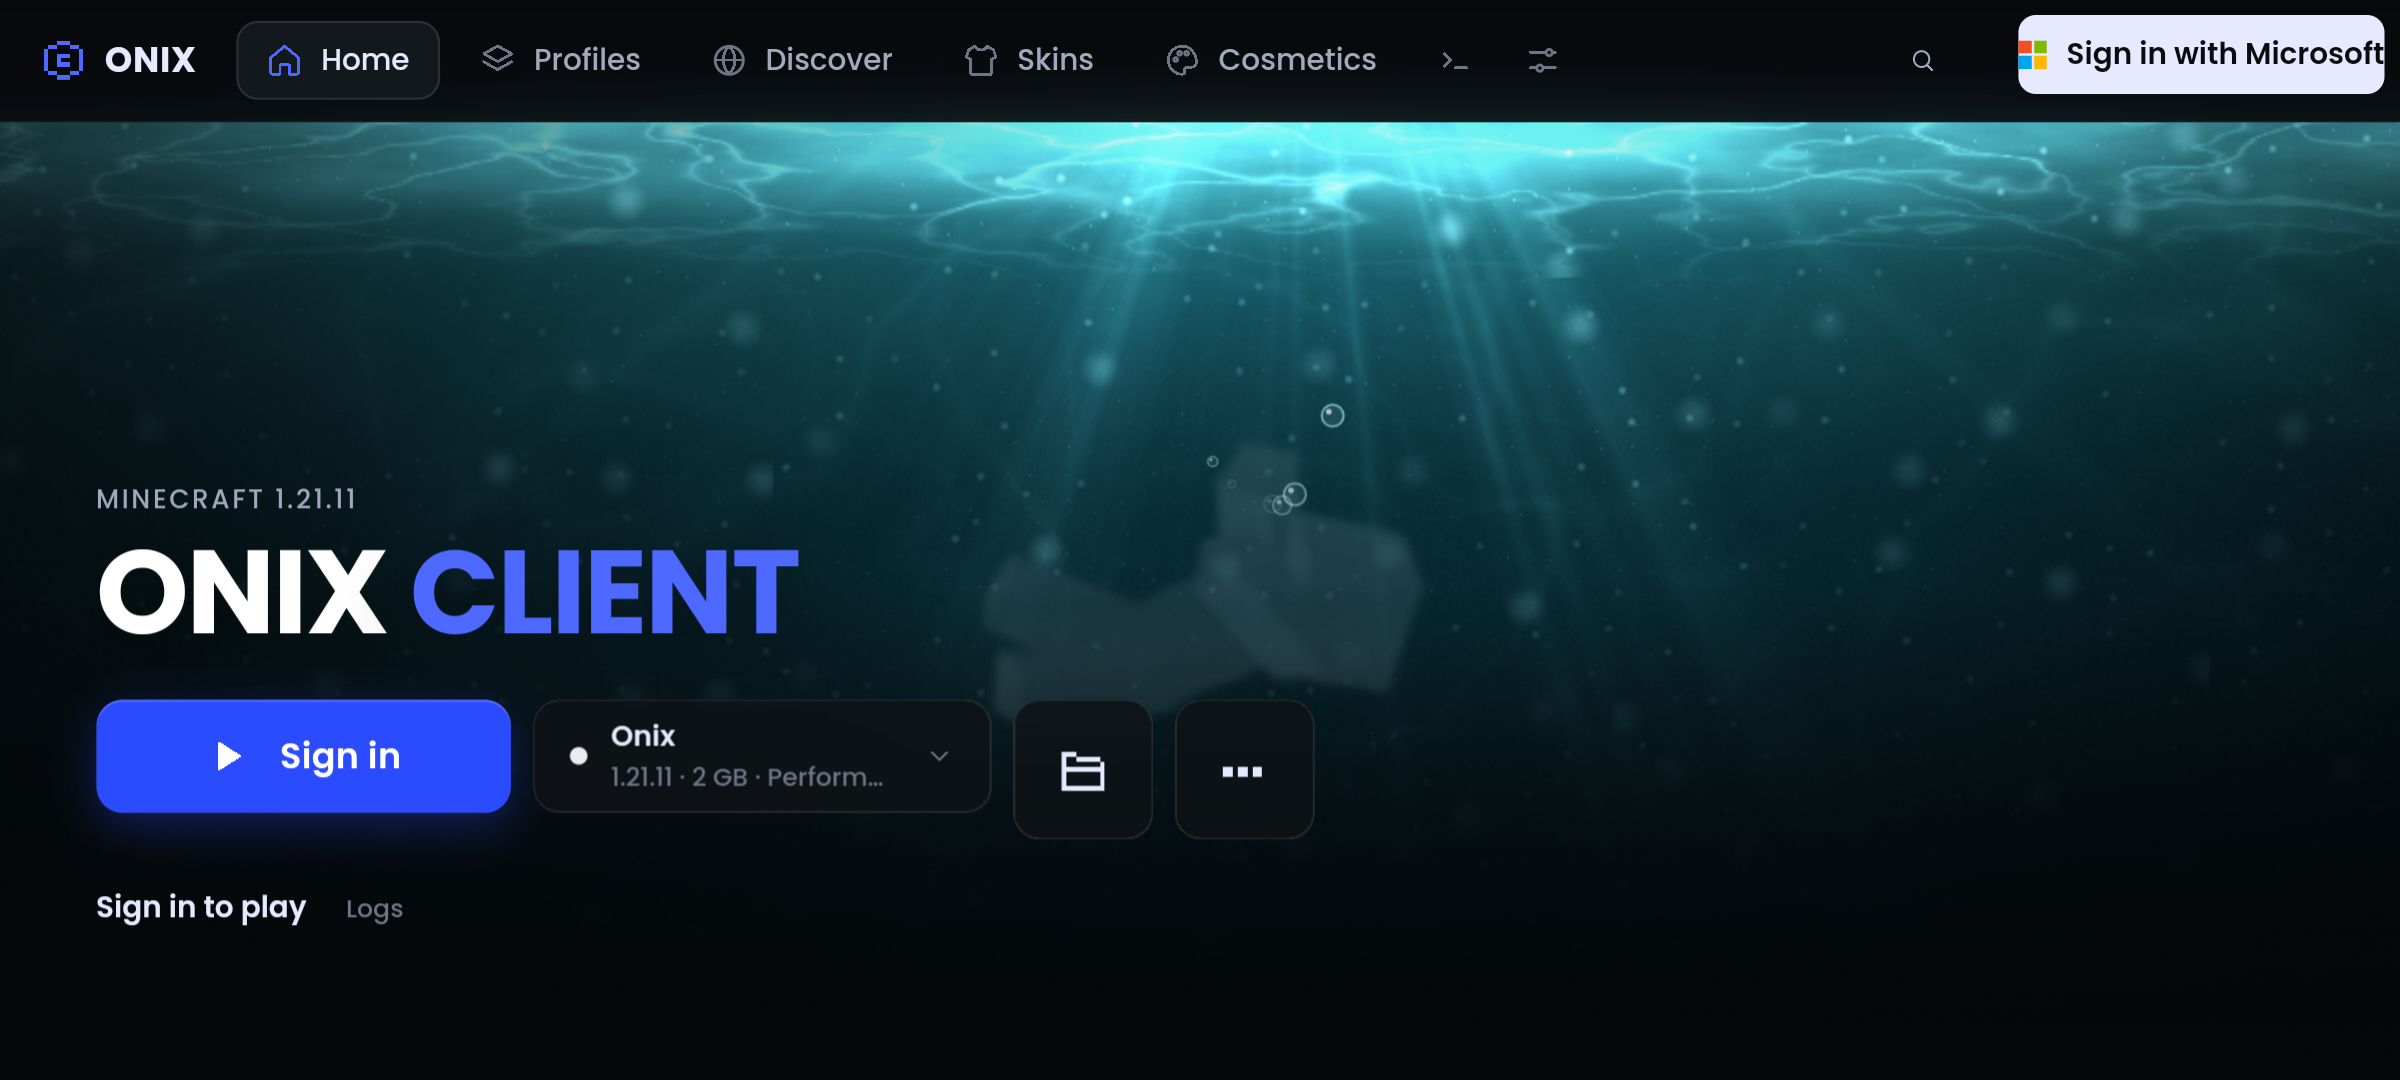 ONIX
Home
Profiles
Discover
Skins
Cosmetics
Sign in with Microsoft
MINECRAFT 1.21.11
ONIX CLIENT
Sign in
Onix
1.21.11 · 2 GB · Perform...
Sign in to play
Logs